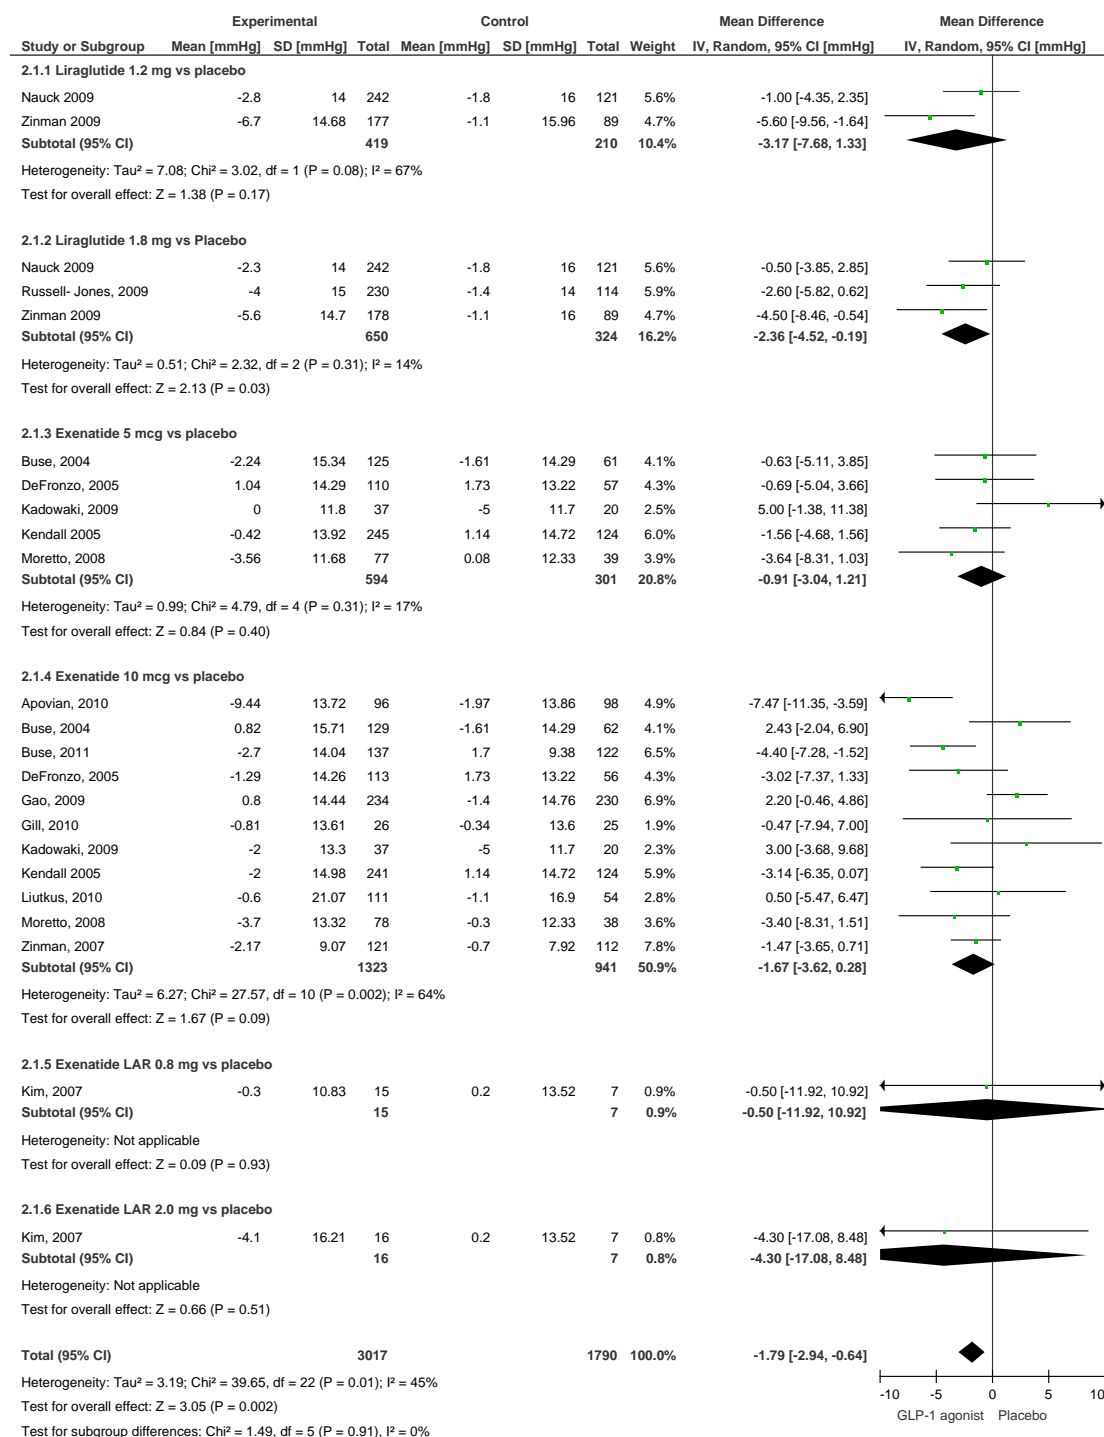 Experimental Control Mean Difference Mean Difference
Study or Subgroup Mean [mmHg] SD [mmHg] Total Mean [mmHg] SD [mmHg] Total Weight IV, Random, 95% CI [mmHg] IV, Random, 95% CI [mmHg]
2.1.1 Liraglutide 1.2 mg vs placebo
Nauck 2009 -2.8 14 242 -1.8 16 121 5.6% -1.00 [-4.35, 2.35]
Zinman 2009 -6.7 14.68 177 -1.1 15.96 89 4.7% -5.60 [-9.56, -1.64]
Subtotal (95% CI) 419 210 10.4% -3.17 [-7.68, 1.33]
Heterogeneity: Tau² = 7.08; Chi² = 3.02, df = 1 (P = 0.08); I² = 67%
Test for overall effect: Z = 1.38 (P = 0.17)
2.1.2 Liraglutide 1.8 mg vs Placebo
Nauck 2009 -2.3 14 242 -1.8 16 121 5.6% -0.50 [-3.85, 2.85]
Russell- Jones, 2009 -4 15 230 -1.4 14 114 5.9% -2.60 [-5.82, 0.62]
Zinman 2009 -5.6 14.7 178 -1.1 16 89 4.7% -4.50 [-8.46, -0.54]
Subtotal (95% CI) 650 324 16.2% -2.36 [-4.52, -0.19]
Heterogeneity: Tau² = 0.51; Chi² = 2.32, df = 2 (P = 0.31); I² = 14%
Test for overall effect: Z = 2.13 (P = 0.03)
2.1.3 Exenatide 5 mcg vs placebo
Buse, 2004 -2.24 15.34 125 -1.61 14.29 61 4.1% -0.63 [-5.11, 3.85]
DeFronzo, 2005 1.04 14.29 110 1.73 13.22 57 4.3% -0.69 [-5.04, 3.66]
Kadowaki, 2009 0 11.8 37 -5 11.7 20 2.4% 5.00 [-1.38, 11.38]
Kendall 2005 -0.42 13.92 245 1.14 14.72 124 6.0% -1.56 [-4.68, 1.56]
Moretto, 2008 -3.56 11.68 77 0.08 12.33 39 3.9% -3.64 [-8.31, 1.03]
Subtotal (95% CI) 594 301 20.8% -0.91 [-3.04, 1.21]
Heterogeneity: Tau² = 0.99; Chi² = 4.79, df = 4 (P = 0.31); I² = 17%
Test for overall effect: Z = 0.84 (P = 0.40)
2.1.4 Exenatide 10 mcg vs placebo
Apovian, 2010 -9.44 13.72 96 -1.97 13.86 98 4.9% -7.47 [-11.35, -3.59]
Buse, 2004 0.82 15.71 129 -1.61 14.29 62 4.1% 2.43 [-2.04, 6.90]
Buse, 2011 -2.7 14.04 137 1.7 9.38 122 6.5% -4.40 [-7.28, -1.52]
DeFronzo, 2005 -1.29 14.26 113 1.73 13.22 56 4.3% -3.02 [-7.37, 1.33]
Gao, 2009 0.8 14.44 234 -1.4 14.76 230 6.9% 2.20 [-0.46, 4.86]
Gill, 2010 -0.81 13.61 26 -0.34 13.6 25 1.9% -0.47 [-7.94, 7.00]
Kadowaki, 2009 -2 13.3 37 -5 11.7 20 2.3% 3.00 [-3.68, 9.68]
Kendall 2005 -2 14.98 241 1.14 14.72 124 5.9% -3.14 [-6.35, 0.07]
Liutkus, 2010 -0.6 21.07 111 -1.1 16.9 54 2.8% 0.50 [-5.47, 6.47]
Moretto, 2008 -3.7 13.32 78 -0.3 12.33 38 3.6% -3.40 [-8.31, 1.51]
Zinman, 2007 -2.17 9.07 121 -0.7 7.92 112 7.8% -1.47 [-3.65, 0.71]
Subtotal (95% CI) 1323 941 50.9% -1.67 [-3.62, 0.28]
Heterogeneity: Tau² = 6.27; Chi² = 27.57, df = 10 (P = 0.002); I² = 64%
Test for overall effect: Z = 1.67 (P = 0.09)
2.1.5 Exenatide LAR 0.8 mg vs placebo
Kim, 2007 -0.3 10.83 15 0.2 13.52 7 0.9% -0.50 [-11.92, 10.92]
Subtotal (95% CI) 15 7 0.9% -0.50 [-11.92, 10.92]
Heterogeneity: Not applicable
Test for overall effect: Z = 0.09 (P = 0.93)
2.1.6 Exenatide LAR 2.0 mg vs placebo
Kim, 2007 -4.1 16.21 16 0.2 13.52 7 0.8% -4.30 [-17.08, 8.48]
Subtotal (95% CI) 16 7 0.8% -4.30 [-17.08, 8.48]
Heterogeneity: Not applicable
Test for overall effect: Z = 0.66 (P = 0.51)
Total (95% CI) 3017 1790 100.0% -1.79 [-2.94, -0.64]
Heterogeneity: Tau² = 3.19; Chi² = 39.65, df = 22 (P = 0.01); I² = 45%
Test for overall effect: Z = 3.05 (P = 0.002)
Test for subgroup differences: Chi² = 1.49, df = 5 (P = 0.91), I² = 0%
-10 -5 0 5 10
GLP-1 agonist Placebo